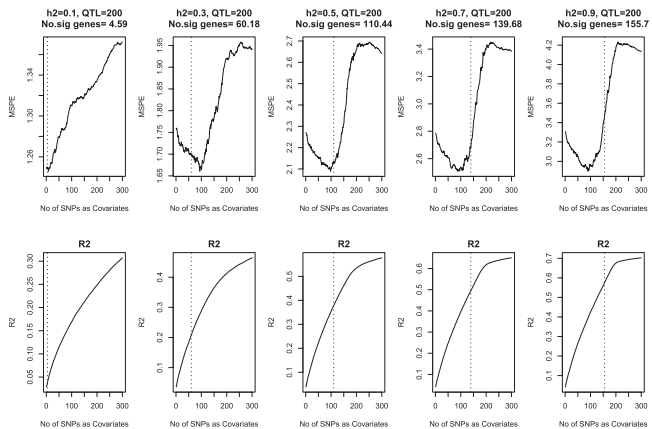 h2=0.1, QTL=200
No.sig genes= 4.59
h2=0.3, QTL=200
No.sig genes= 60.18
h2=0.5, QTL=200
No.sig genes= 110.44
h2=0.7, QTL=200
No.sig genes= 139.68
h2=0.9, QTL=200
No.sig genes= 155.7
MSPE
1.26 1.30 1.34
0 100 200 300
No of SNPs as Covariates
MSPE
1.65 1.70 1.75 1.80 1.85 1.90 1.95
0 100 200 300
No of SNPs as Covariates
MSPE
2.1 2.2 2.3 2.4 2.5 2.6 2.7
0 100 200 300
No of SNPs as Covariates
MSPE
2.6 2.8 3.0 3.2 3.4
0 100 200 300
No of SNPs as Covariates
MSPE
3.0 3.2 3.4 3.6 3.8 4.0 4.2
0 100 200 300
No of SNPs as Covariates
R2
R2
0.05 0.10 0.15 0.20 0.25 0.30
0 100 200 300
No of SNPs as Covariates
R2
R2
0.1 0.2 0.3 0.4
0 100 200 300
No of SNPs as Covariates
R2
R2
0.1 0.2 0.3 0.4 0.5
0 100 200 300
No of SNPs as Covariates
R2
R2
0.1 0.2 0.3 0.4 0.5 0.6
0 100 200 300
No of SNPs as Covariates
R2
R2
0.1 0.2 0.3 0.4 0.5 0.6 0.7
0 100 200 300
No of SNPs as Covariates